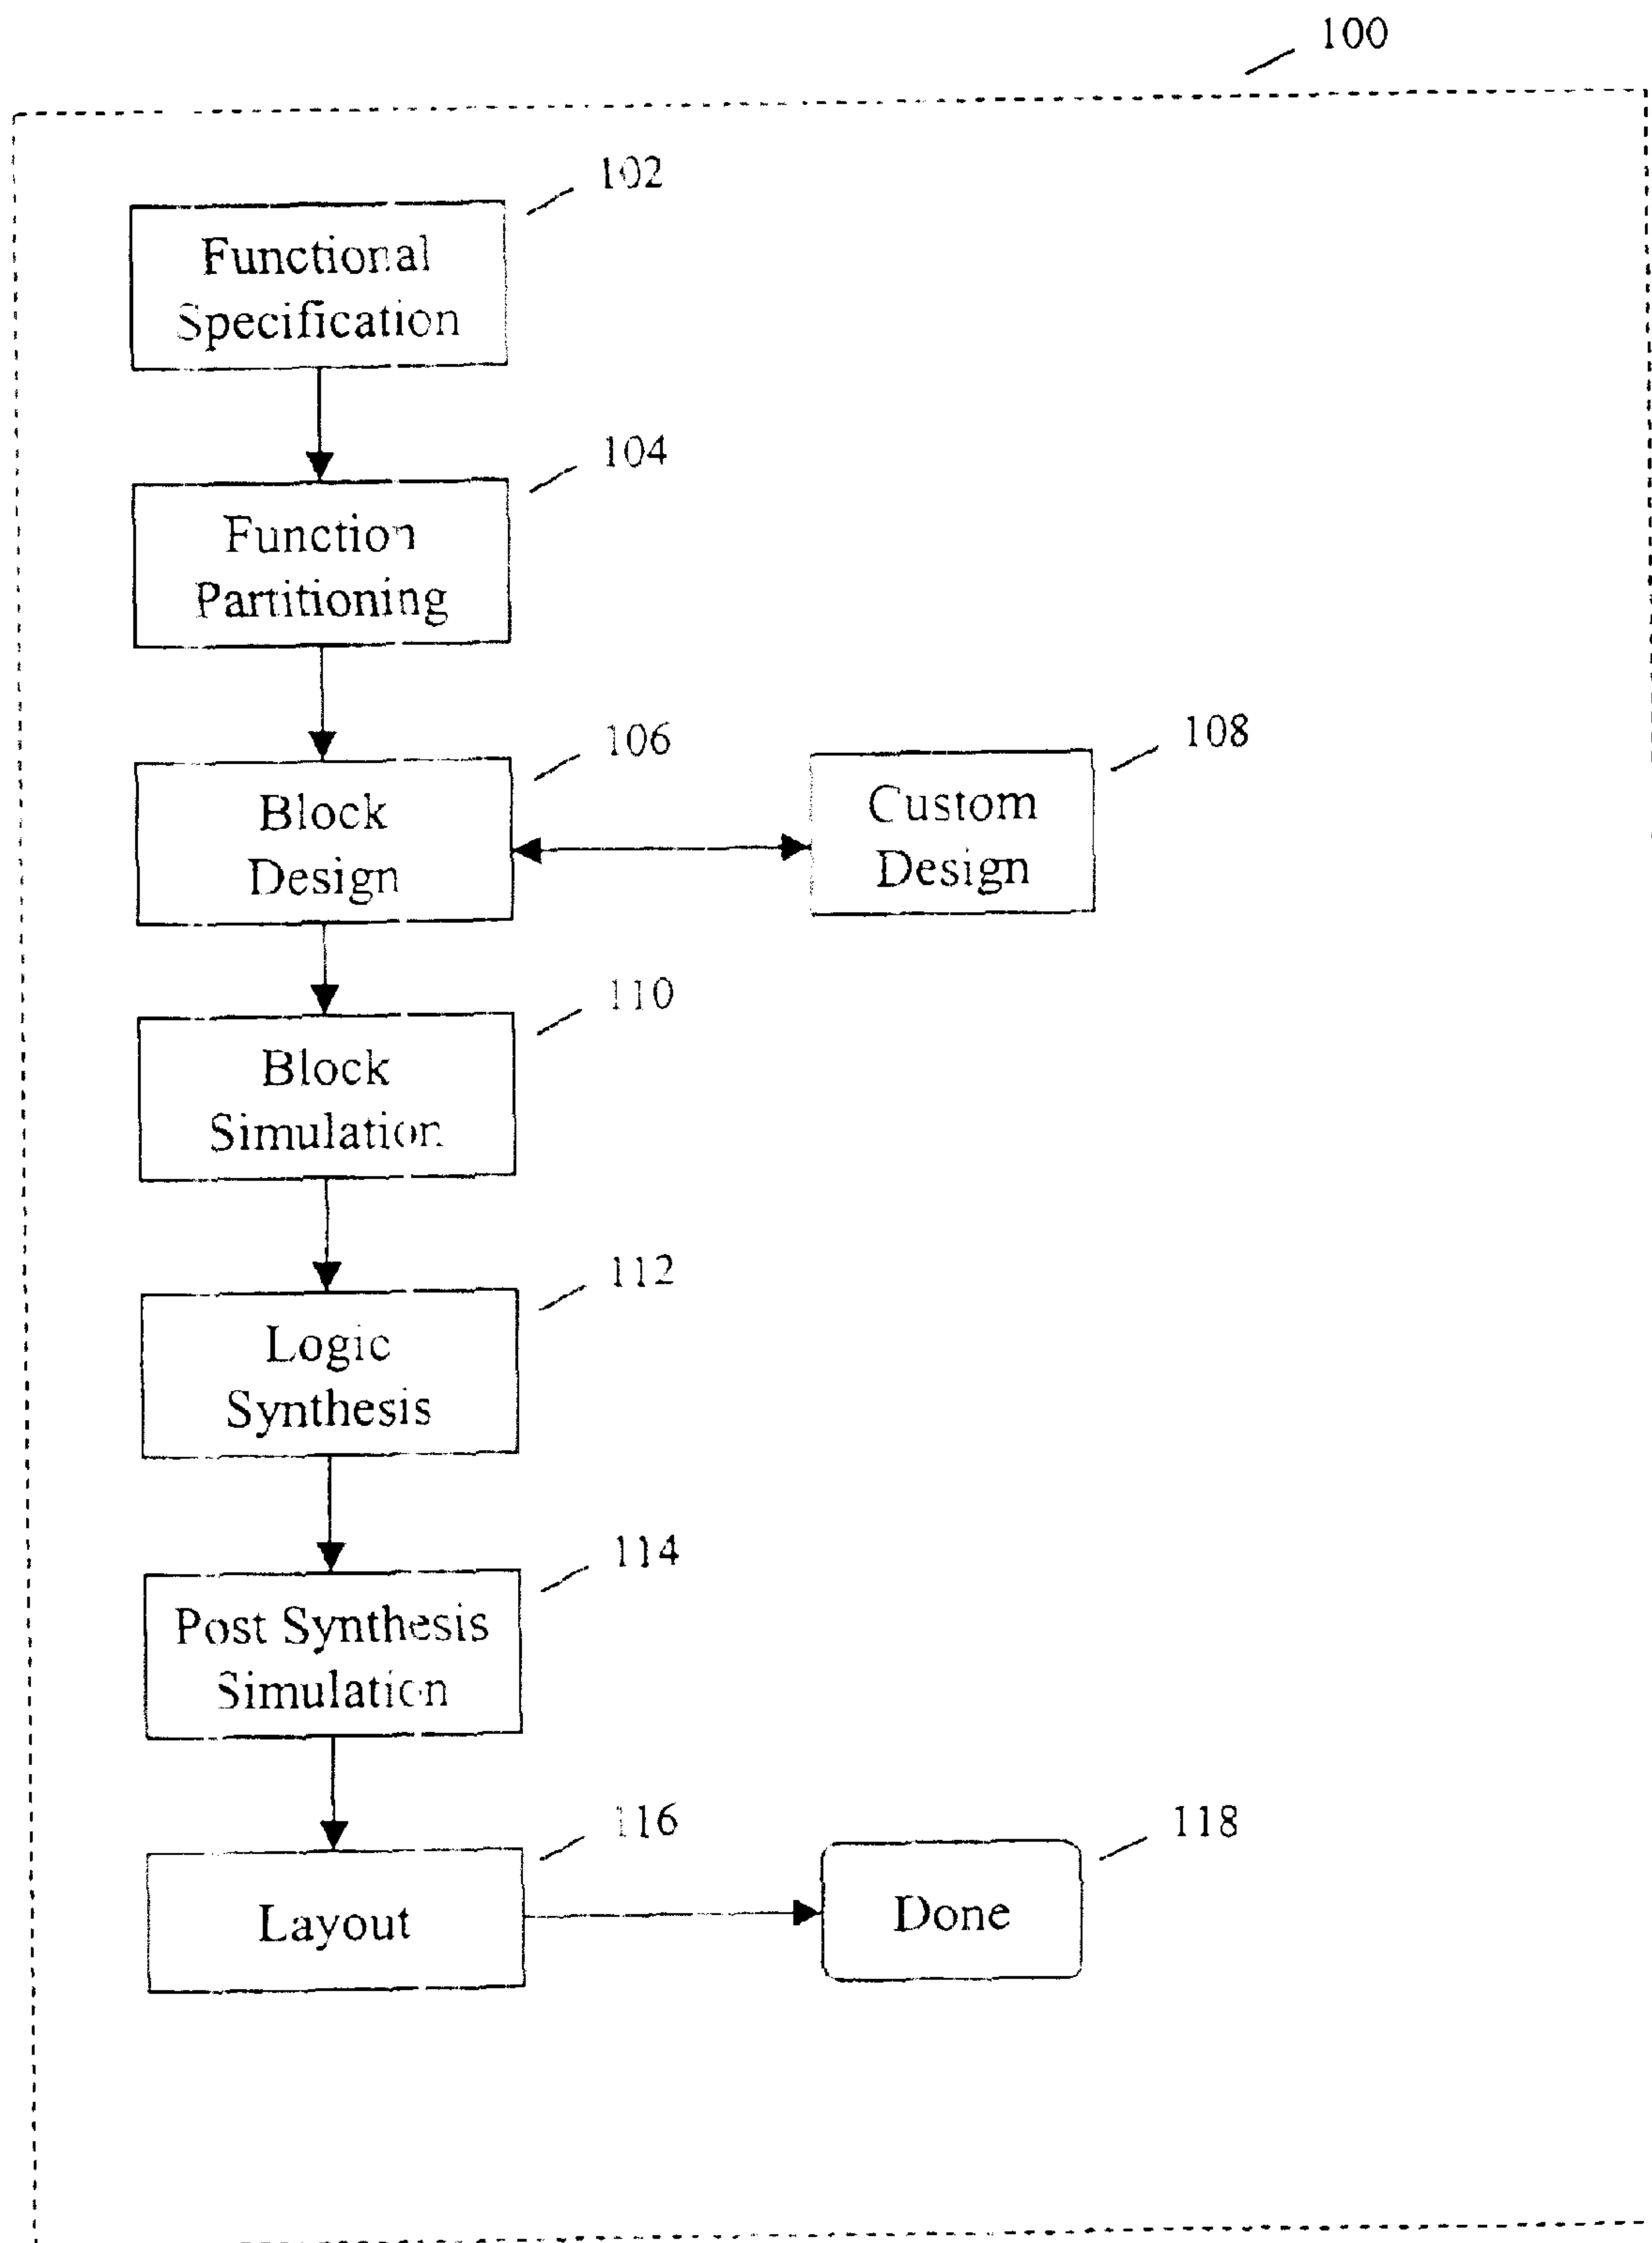 100
102
Functional
Specification
104
Function
Partitioning
106
Block
Design
108
Custom
Design
110
Block
Simulation
112
Logic
Synthesis
114
Post Synthesis
Simulation
116
Layout
118
Done